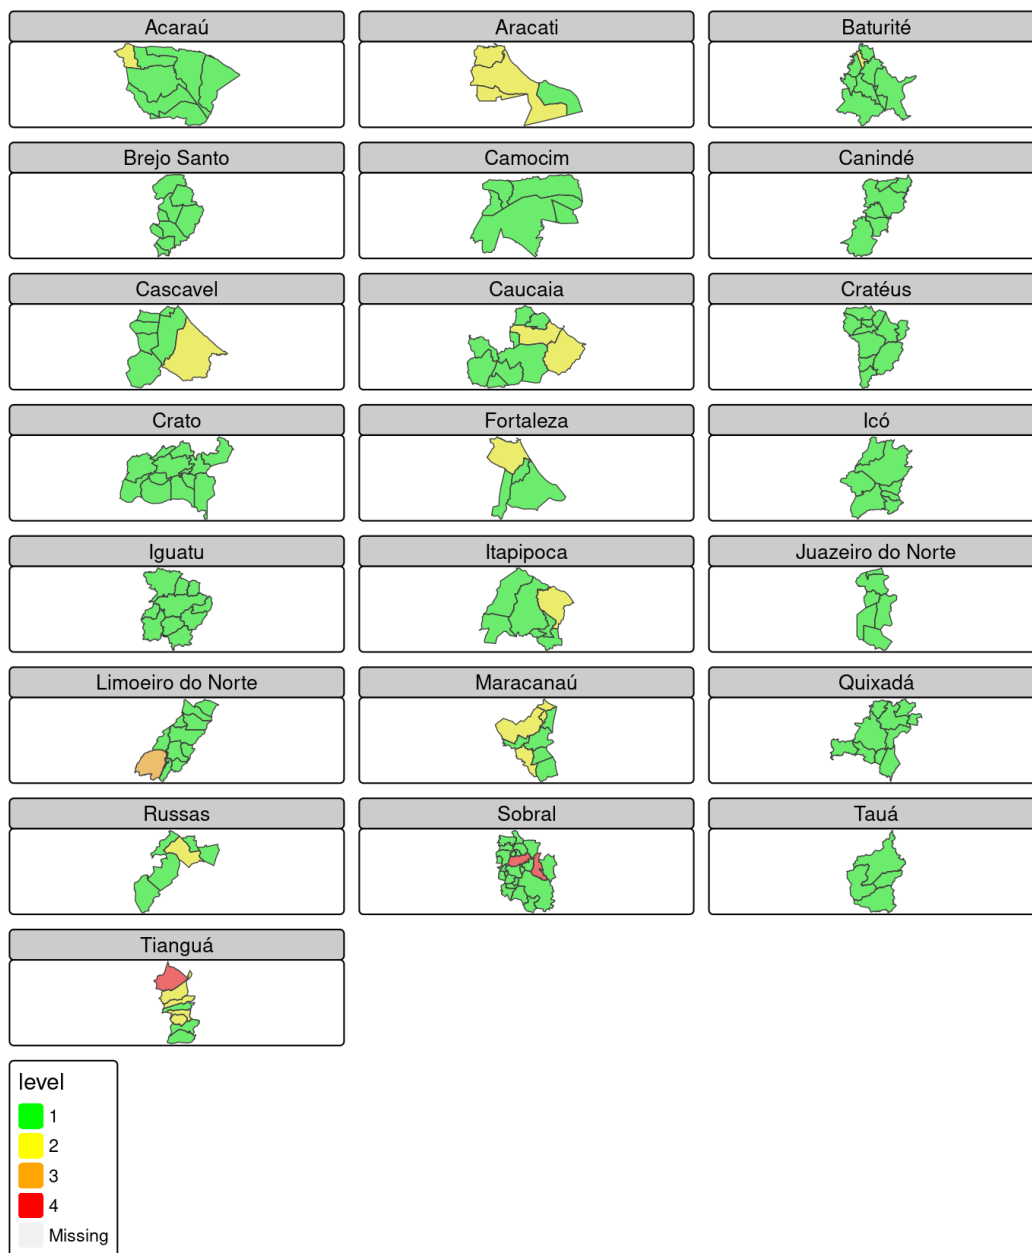 Acaraú
Aracati
Baturité
Brejo Santo
Camocim
Canindé
Cascavel
Caucaia
Cratéus
Crato
Fortaleza
Icó
Iguatu
Itapipoca
Juazeiro do Norte
Limoeiro do Norte
Maracanaú
Quixadá
Russas
Sobral
Tauá
Tianguá
level
1
2
3
4
Missing